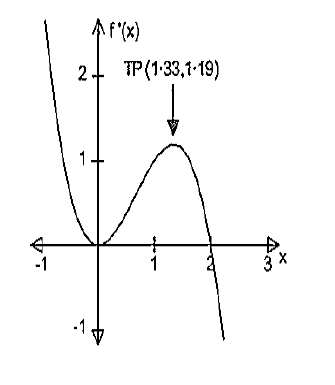 f'(x)
2
TP(1·33,1·19)
1
-1 1 2 3 x
-1